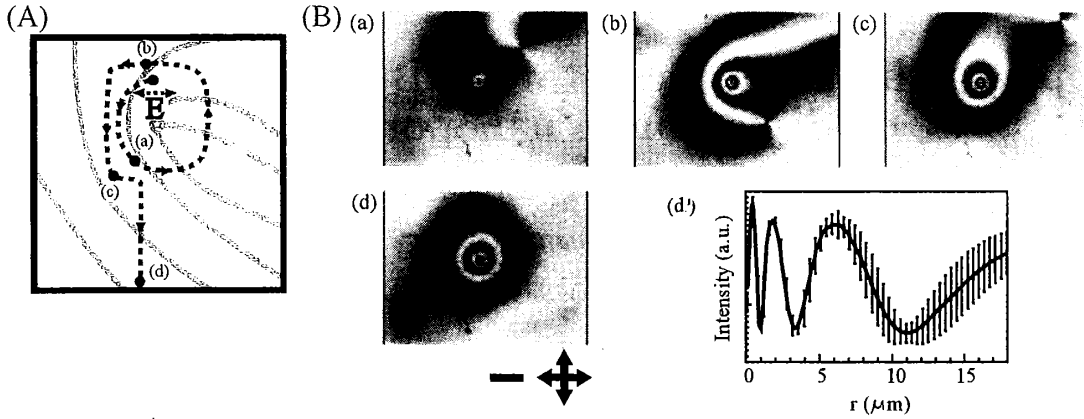 (A)
(b)
E
(a)
(c)
(d)
(B)
(a)
(b)
(c)
(d)
(d')
Intensity (a.u.)
0
5
10
15
r (μm)